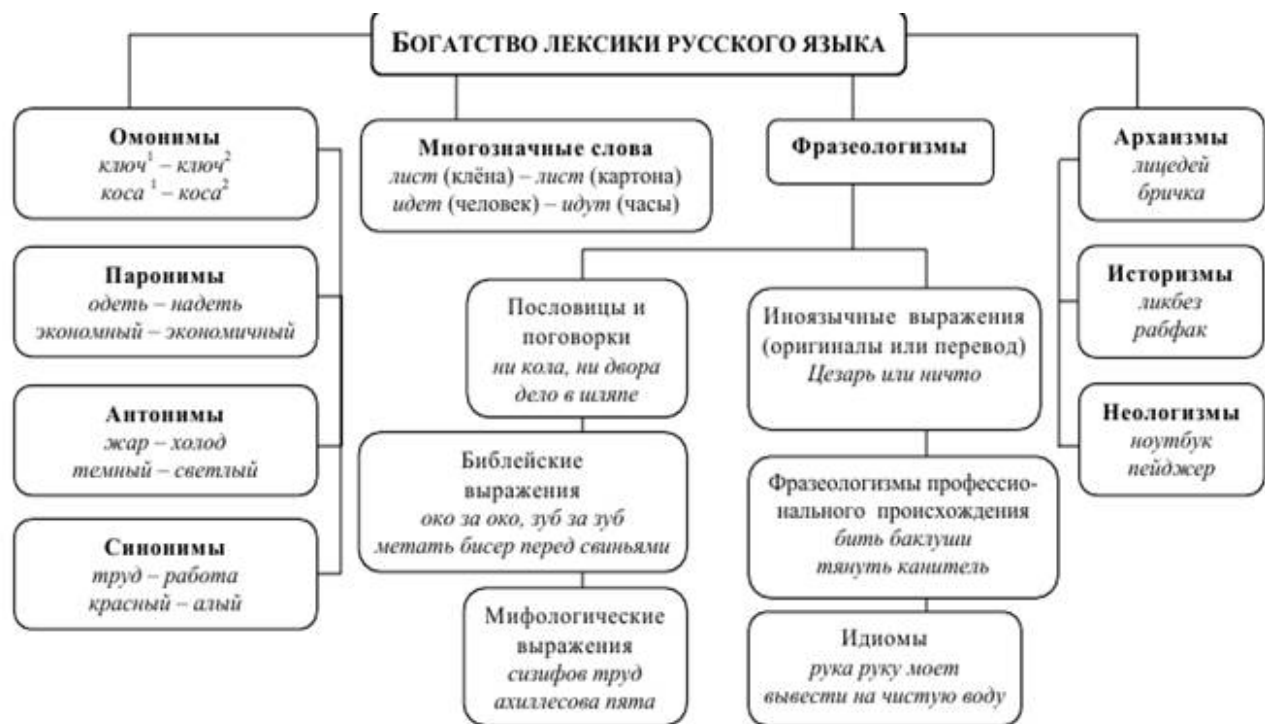 БОГАТСТВО ЛЕКСИКИ РУССКОГО ЯЗЫКА
Омонимы
ключ¹ – ключ²
коса¹ – коса²
Паронимы
одеть – надеть
экономный – экономичный
Антонимы
жар – холод
темный – светлый
Синонимы
труд – работа
красный – алый
Многозначные слова
лист (клёна) – лист (картона)
идет (человек) – идут (часы)
Фразеологизмы
Пословицы и
поговорки
ни кола, ни двора
дело в шляпе
Библейские
выражения
око за око, зуб за зуб
метать бисер перед свиньями
Мифологические
выражения
сизифов труд
ахиллесова пята
Иноязычные выражения
(оригиналы или перевод)
Цезарь или ничто
Фразеологизмы профессио-
нального происхождения
бить баклуши
тянуть канитель
Идиомы
рука руку моет
вывести на чистую воду
Архаизмы
лицедей
бричка
Историзмы
ликбез
рабфак
Неологизмы
ноутбук
пейджер